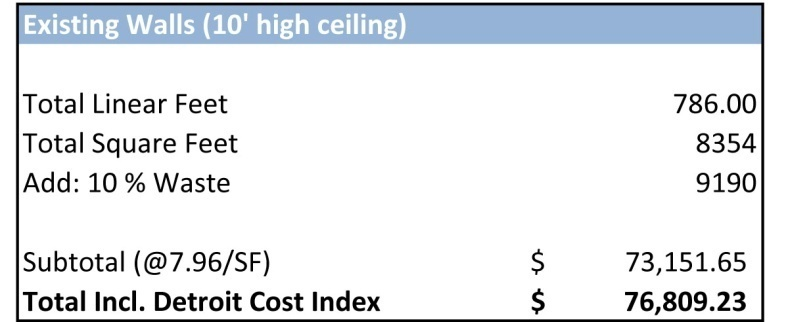 Existing Walls (10' high ceiling)
Total Linear Feet 786.00
Total Square Feet 8354
Add: 10 % Waste 9190
Subtotal (@7.96/SF) $ 73,151.65
Total Incl. Detroit Cost Index $ 76,809.23